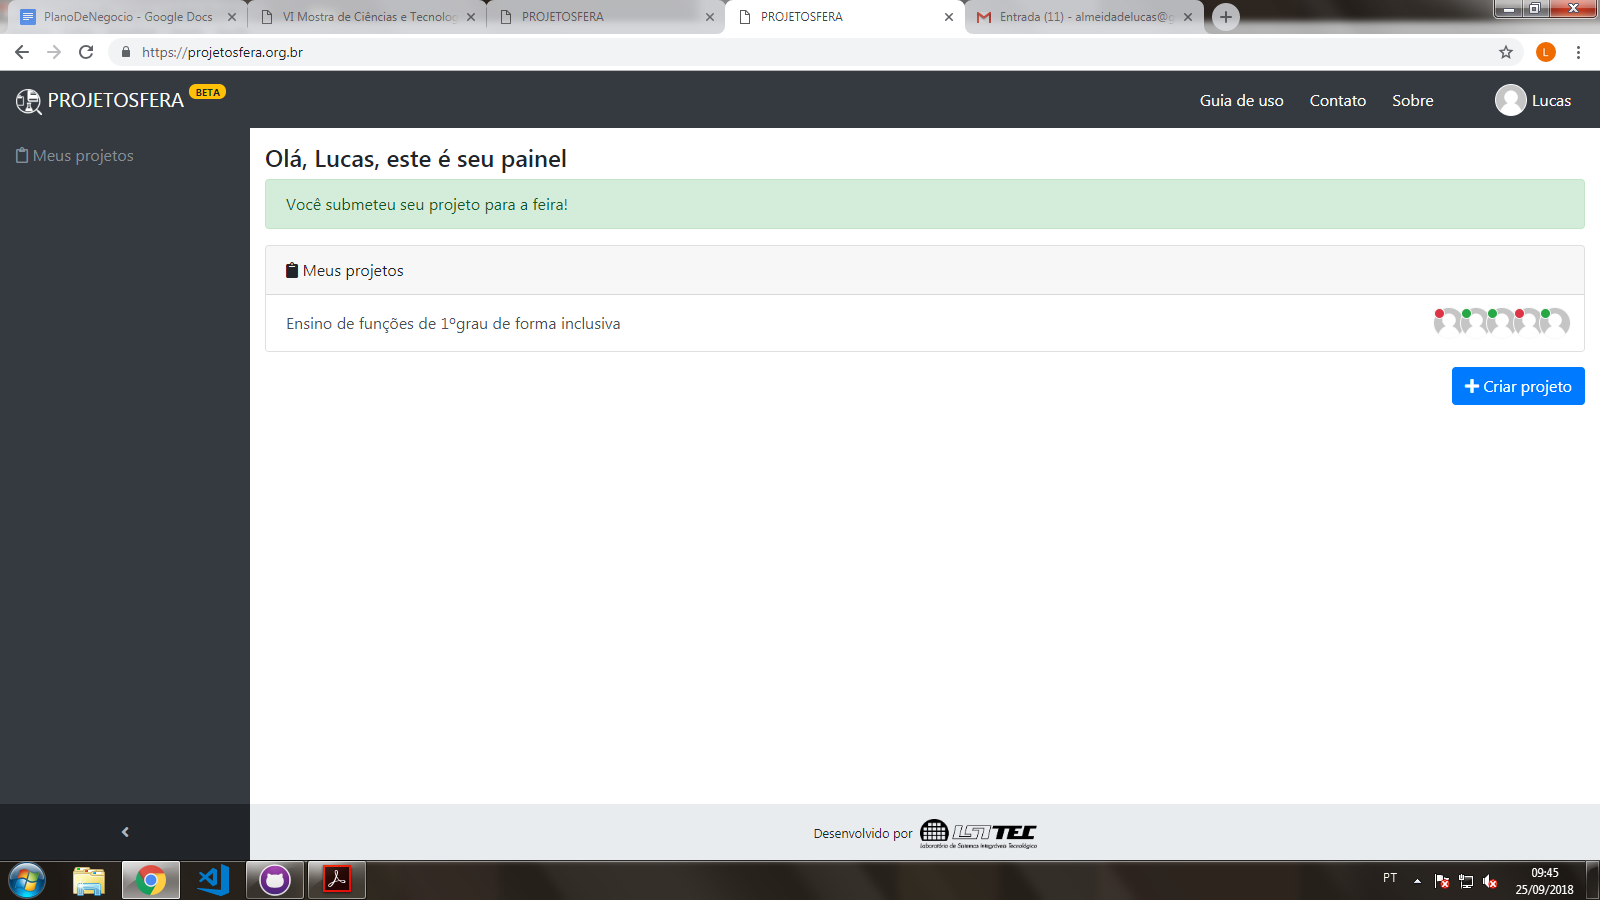 PlanoDeNegocio - Google Docs
VI Mostra de Ciências e Tecnolog
PROJETOSFERA
PROJETOSFERA
Entrada (11) - almeidadelucas@g
https://projetosfera.org.br
L
PROJETOSFERA BETA
Guia de uso
Contato
Sobre
Lucas
Meus projetos
Olá, Lucas, este é seu painel
Você submeteu seu projeto para a feira!
Meus projetos
Ensino de funções de 1ºgrau de forma inclusiva
Criar projeto
Desenvolvido por
LSI TEC
Laboratório de Sistemas Integráveis Tecnológico
PT
09:45
25/09/2018